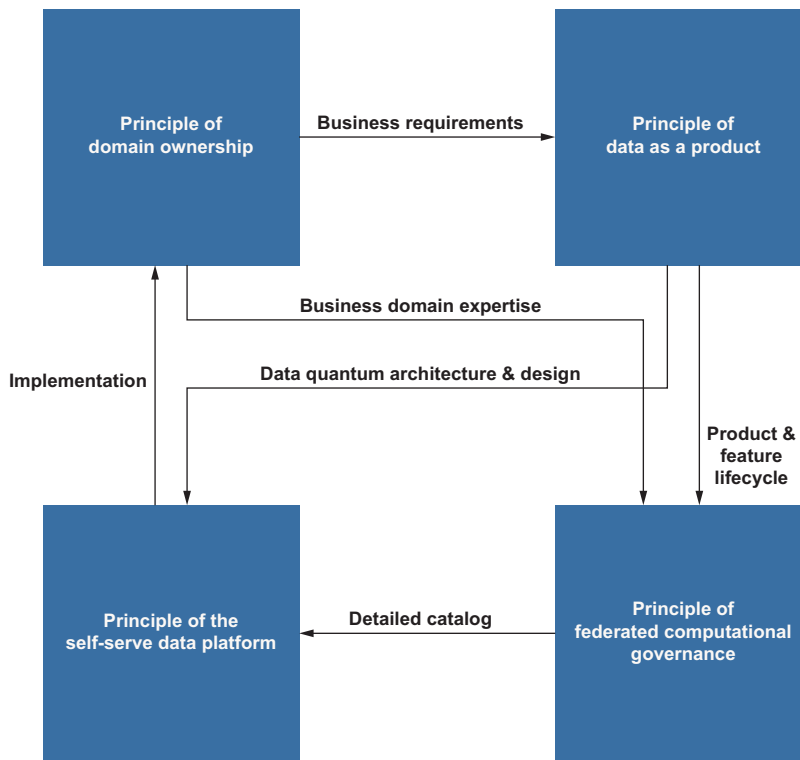 Principle of
domain ownership
Business requirements
Principle of
data as a product
Business domain expertise
Implementation
Data quantum architecture & design
Product &
feature
lifecycle
Principle of the
self-serve data platform
Detailed catalog
Principle of
federated computational
governance